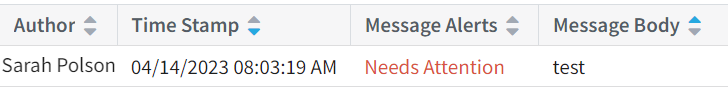 Author Time Stamp Message Alerts Message Body
Sarah Polson 04/14/2023 08:03:19 AM Needs Attention test